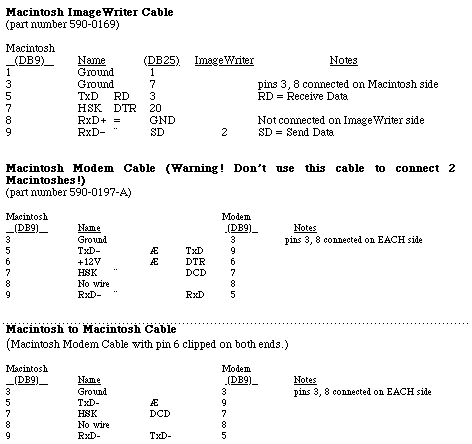 Macintosh ImageWriter Cable
(part number 590-0169)
Macintosh
(DB9) Name (DB25) ImageWriter Notes
1 Ground 1
3 Ground 7 pins 3, 8 connected on Macintosh side
5 TxD RD 3 RD = Receive Data
7 HSK DTR 20
8 RxD+ = GND Not connected on ImageWriter side
9 RxD- ¨ SD 2 SD = Send Data
Macintosh Modem Cable (Warning! Don't use this cable to connect 2
Macintoshes!)
(part number 590-0197-A)
Macintosh Modem
(DB9) Name (DB9) Notes
3 Ground 3 pins 3, 8 connected on EACH side
5 TxD- Æ TxD 9
6 +12V Æ DTR 6
7 HSK ¨ DCD 7
8 No wire 8
9 RxD- ¨ RxD 5
Macintosh to Macintosh Cable
(Macintosh Modem Cable with pin 6 clipped on both ends.)
Macintosh Modem
(DB9) Name (DB9) Notes
3 Ground 3 pins 3, 8 connected on EACH side
5 TxD- Æ 9
7 HSK DCD 7
8 No wire 8
9 RxD- TxD- 5